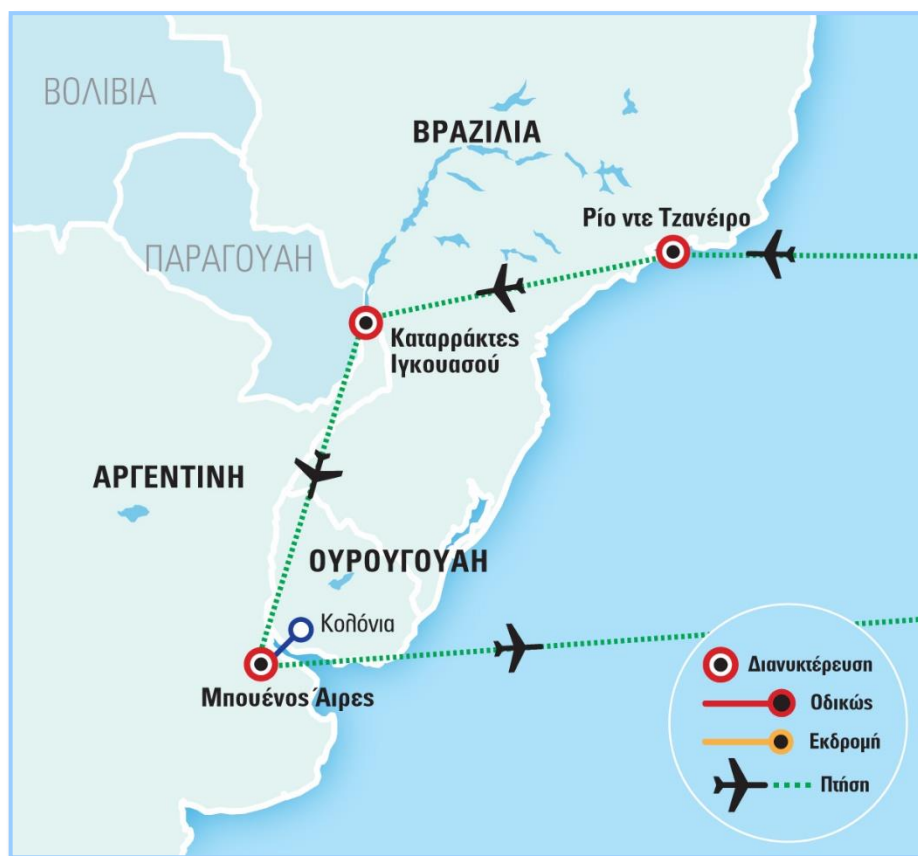 ΒΟΛΙΒΙΑ
ΒΡΑΖΙΛΙΑ
Ρίο ντε Τζανέιρο
ΠΑΡΑΓΟΥΑΗ
Καταρράκτες
Ιγκουασού
ΑΡΓΕΝΤΙΝΗ
ΟΥΡΟΥΓΟΥΑΗ
Κολόνια
Μπουένος Άιρες
Διανυκτέρευση
Οδικώς
Εκδρομή
Πτήση